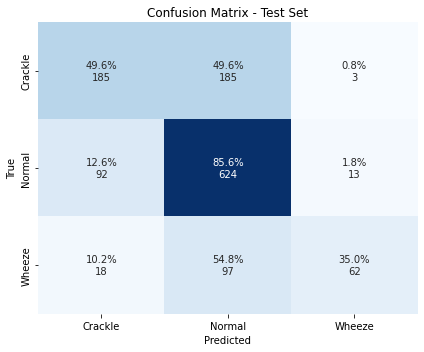 Confusion Matrix - Test Set
True
Crackle
49.6%
185
49.6%
185
0.8%
3
Normal
12.6%
92
85.6%
624
1.8%
13
Wheeze
10.2%
18
54.8%
97
35.0%
62
Crackle
Normal
Wheeze
Predicted